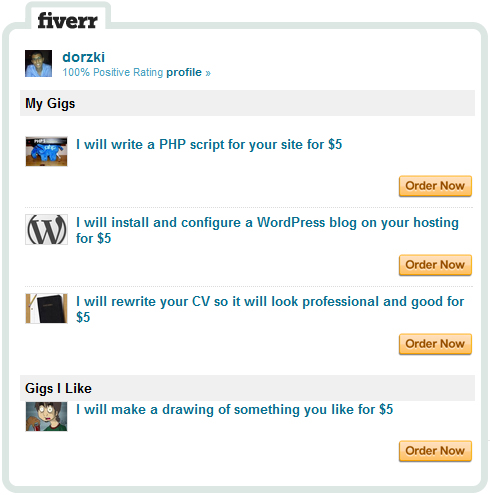 fiverr
dorzki
100% Positive Rating profile »
My Gigs
I will write a PHP script for your site for $5
Order Now
I will install and configure a WordPress blog on your hosting
for $5
Order Now
I will rewrite your CV so it will look professional and good for
$5
Order Now
Gigs I Like
I will make a drawing of something you like for $5
Order Now